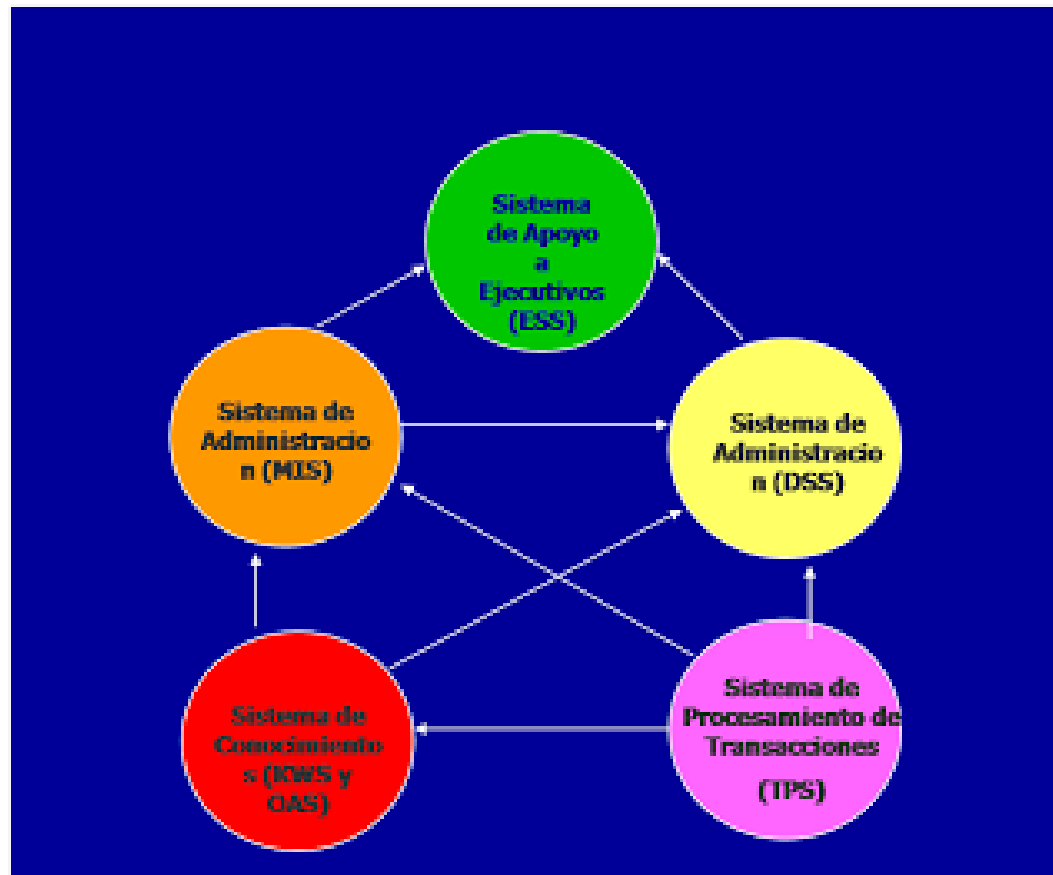 Sistema
de Apoyo
a
Ejecutivos
(ESS)
Sistema de
Administracio
n (MIS)
Sistema de
Administracio
n (DSS)
Sistema de
Conocimiento
s (KWS y
OAS)
Sistema de
Procesamiento de
Transacciones
(TPS)